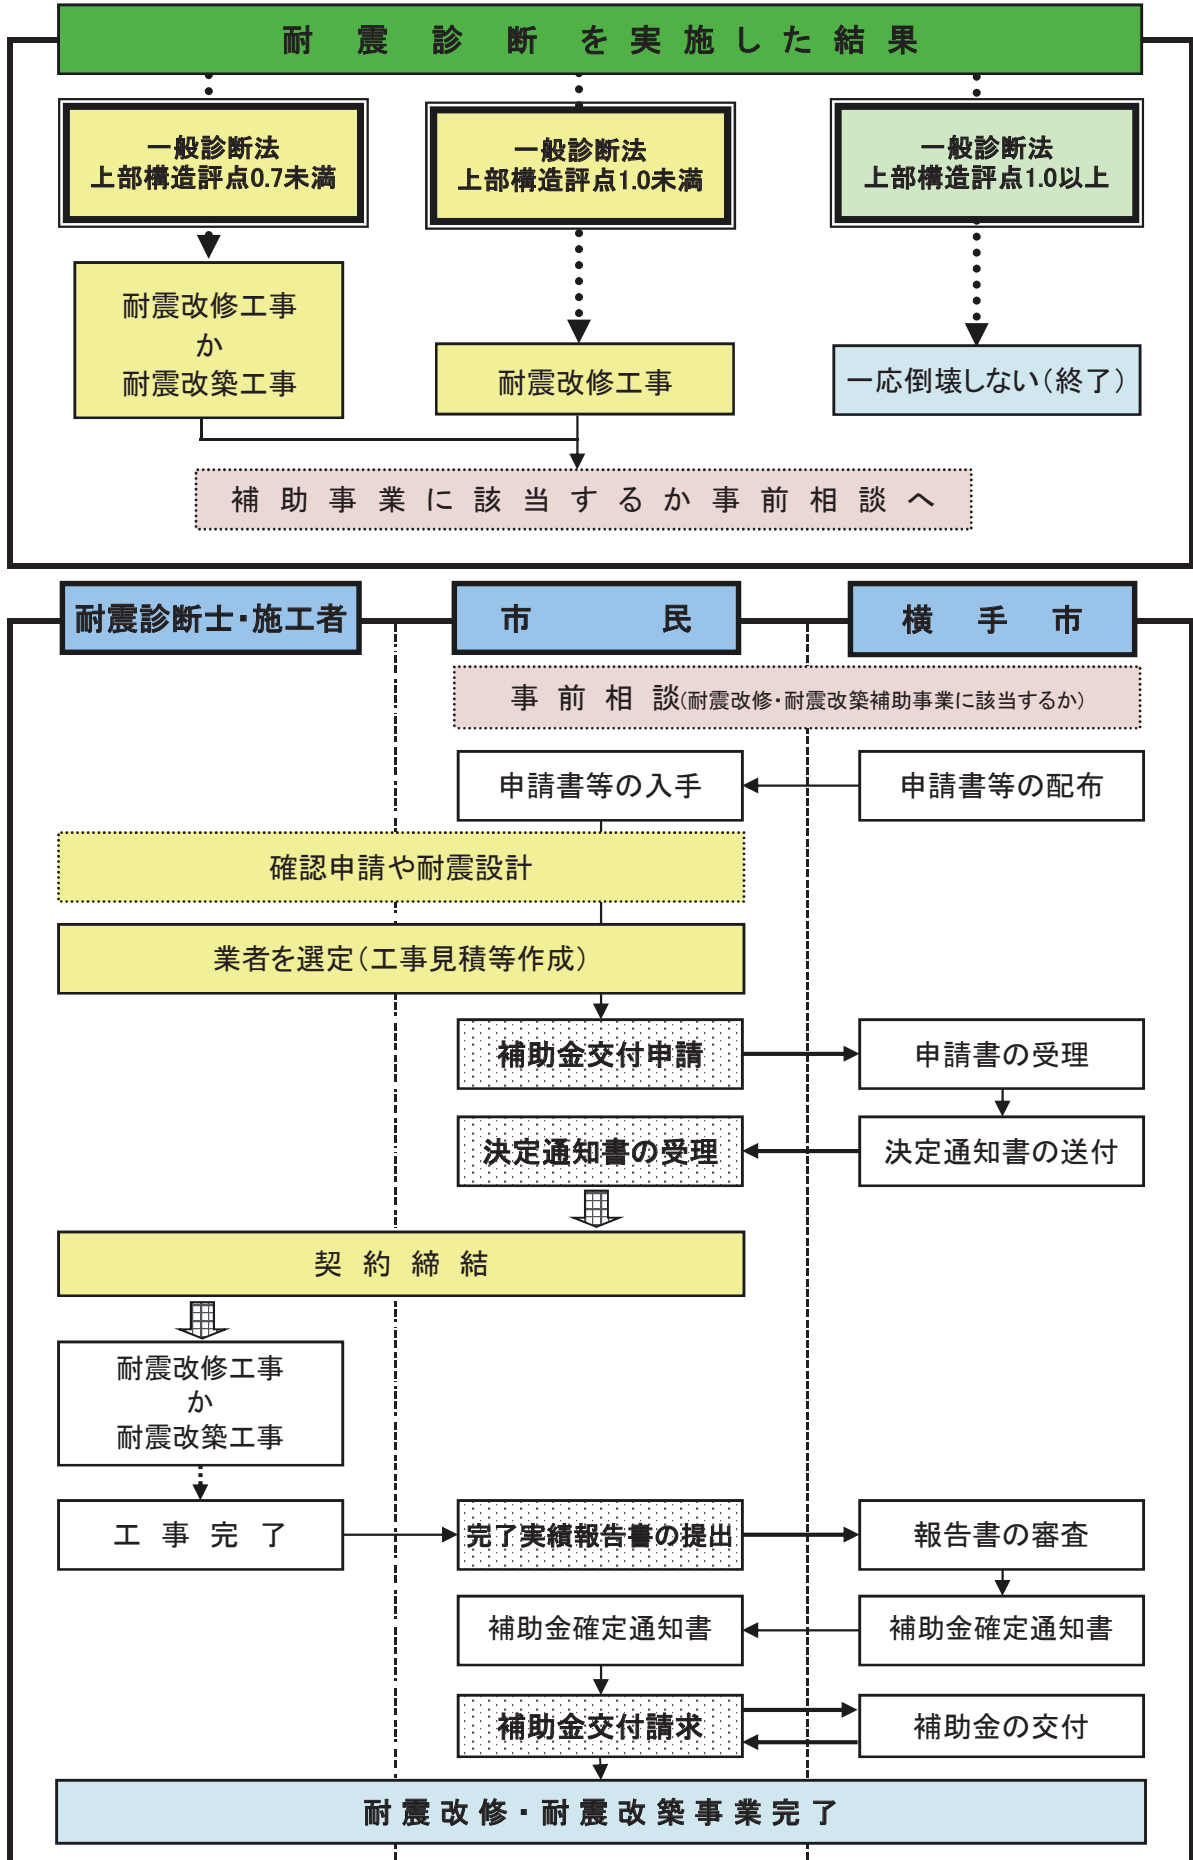 耐震診断を実施した結果
一般診断法
上部構造評点0.7未満
一般診断法
上部構造評点1.0未満
一般診断法
上部構造評点1.0以上
耐震改修工事
か
耐震改築工事
耐震改修工事
一応倒壊しない(終了)
補助事業に該当するか事前相談へ
耐震診断士・施工者
市民
横手市
事前相談(耐震改修・耐震改築補助事業に該当するか)
申請書等の入手
申請書等の配布
確認申請や耐震設計
業者を選定(工事見積等作成)
補助金交付申請
申請書の受理
決定通知書の受理
決定通知書の送付
契約締結
耐震改修工事
か
耐震改築工事
工事完了
完了実績報告書の提出
報告書の審査
補助金確定通知書
補助金確定通知書
補助金交付請求
補助金の交付
耐震改修・耐震改築事業完了